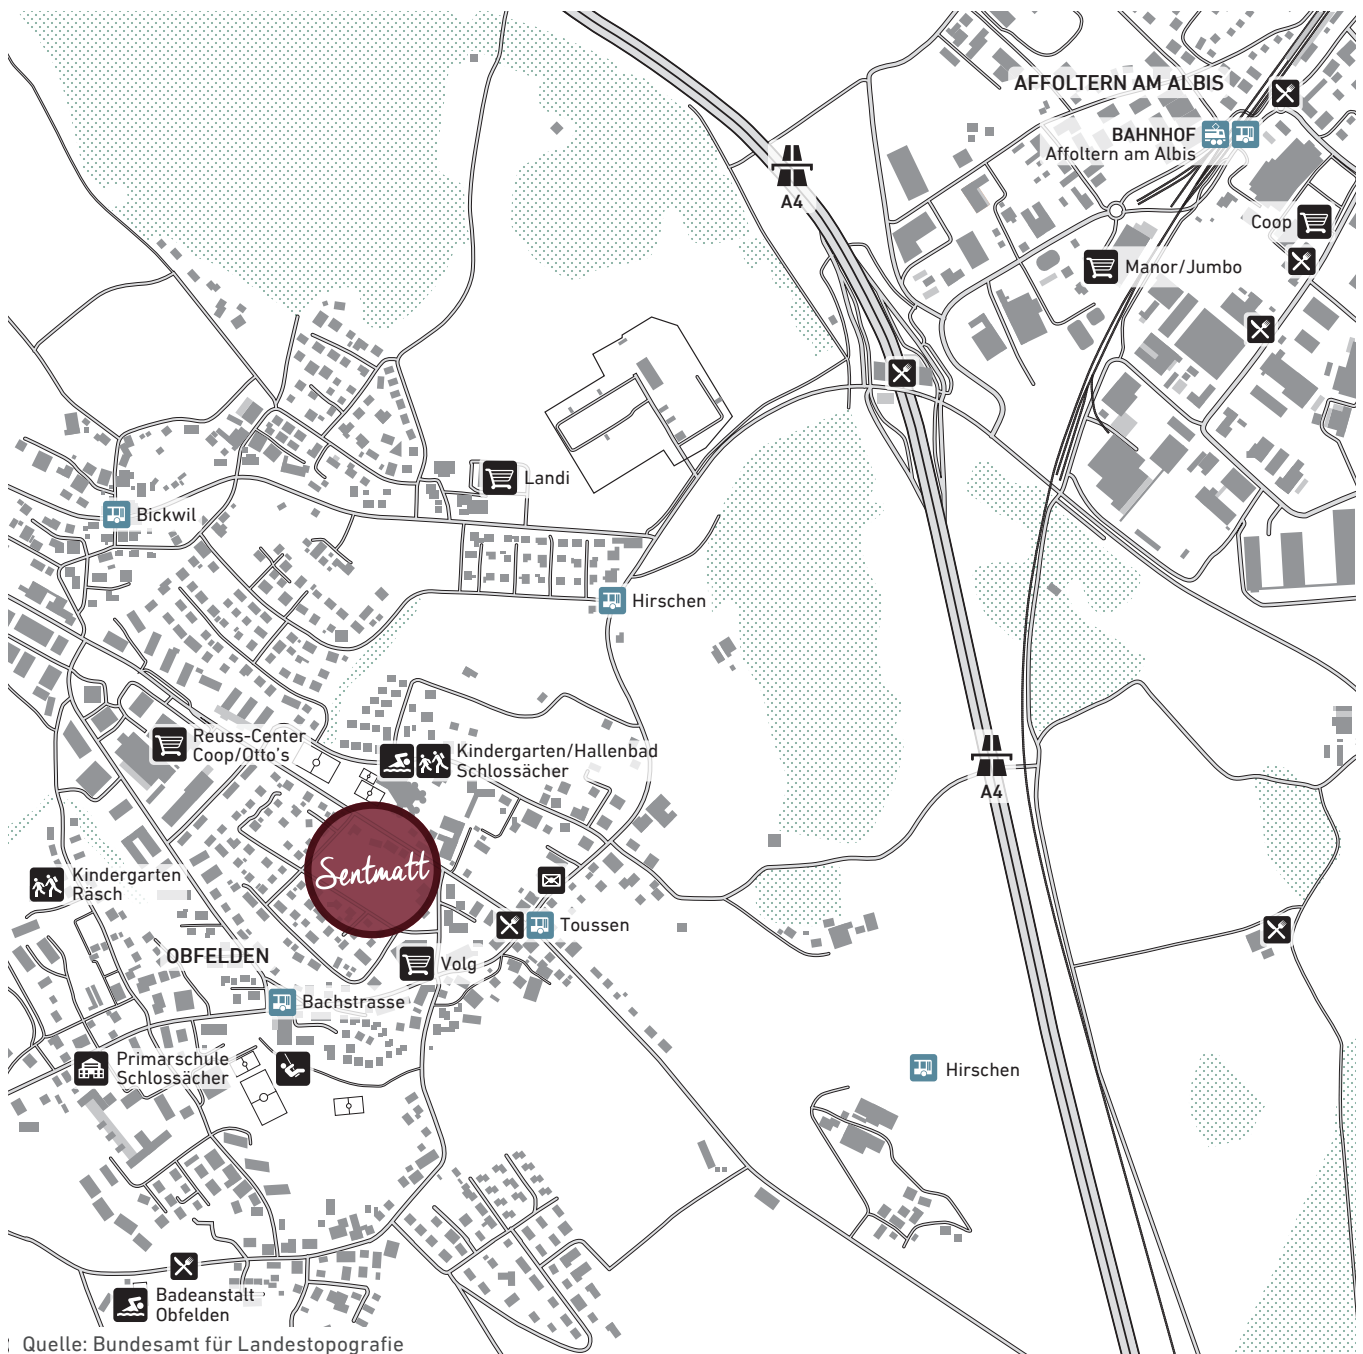 AFFOLTERN AM ALBIS
BAHNHOF
Affoltern am Albis
A4
Coop
Manor/Jumbo
Landi
Bickwil
Hirschen
Reuss-Center
Coop/Otto's
Kindergarten/Hallenbad
Schlossächer
A4
Sentmatt
Kindergarten
Räsch
Toussen
OBFELDEN
Volg
Bachstrasse
Primarschule
Schlossächer
Hirschen
Badeanstalt
Obfelden
Quelle: Bundesamt für Landestopografie